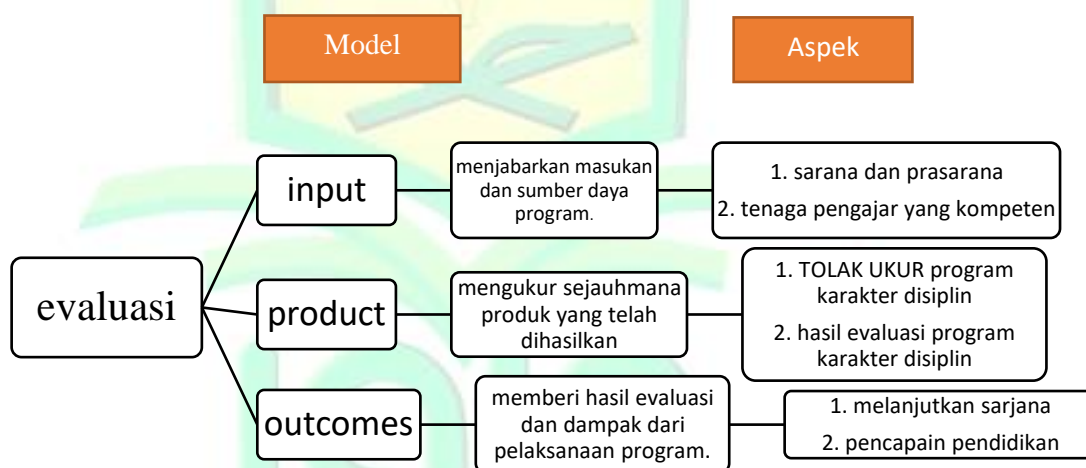 Model
Aspek
evaluasi
input
menjabarkan masukan
dan sumber daya
program.
1. sarana dan prasarana
2. tenaga pengajar yang kompeten
product
mengukur sejauhmana
produk yang telah
dihasilkan
1. TOLAK UKUR program
karakter disiplin
2. hasil evaluasi program
karakter disiplin
outcomes
memberi hasil evaluasi
dan dampak dari
pelaksanaan program.
1. melanjutkan sarjana
2. pencapain pendidikan